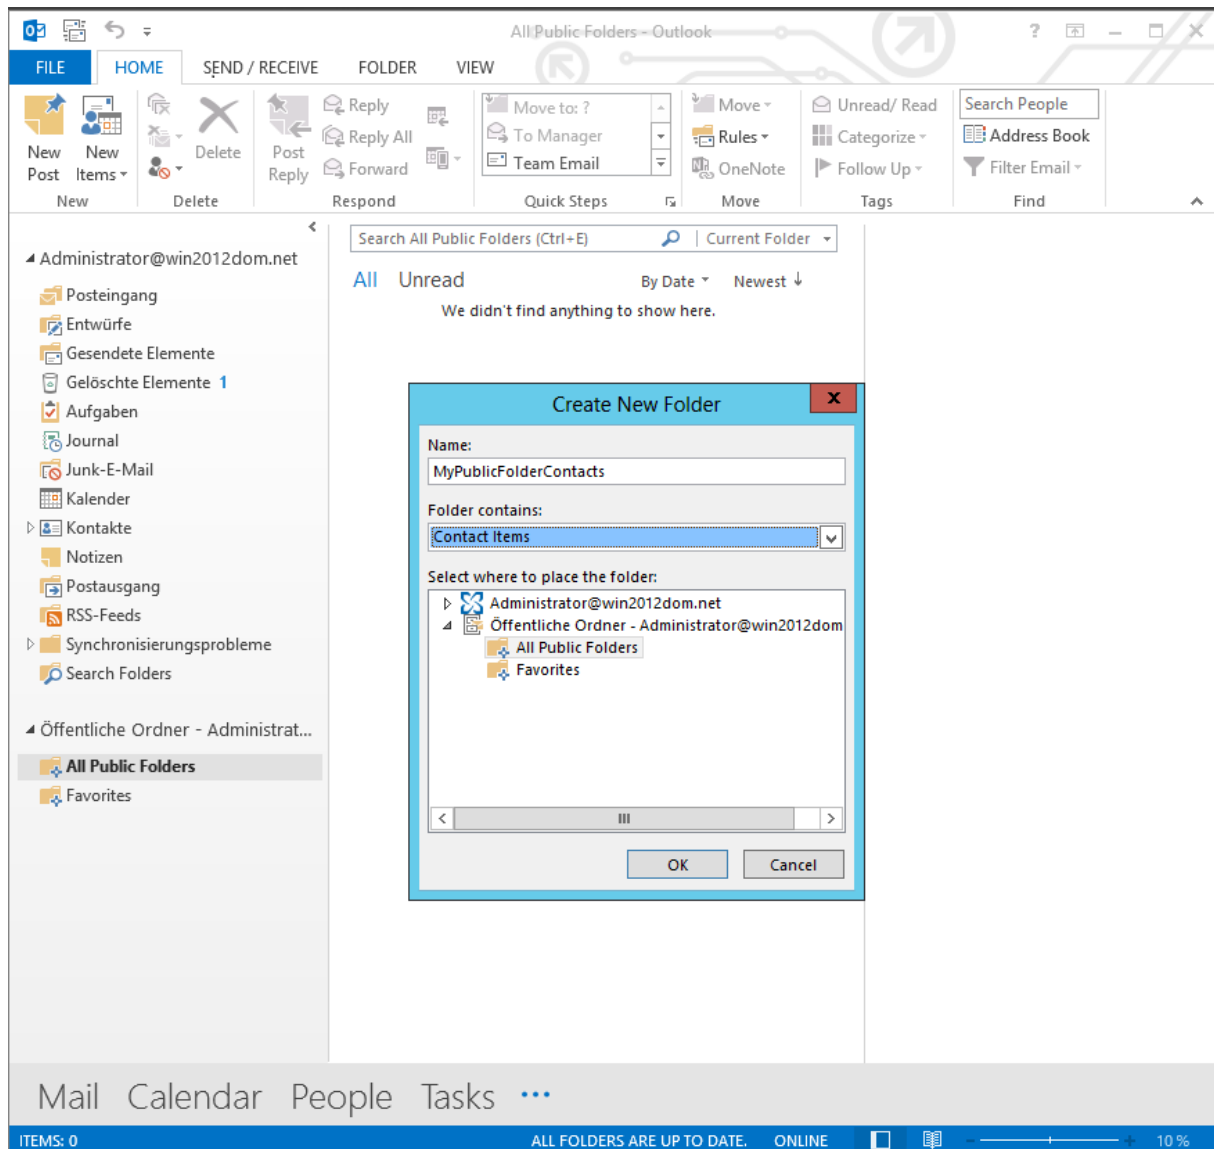 All Public Folders - Outlook
FILE HOME SEND / RECEIVE FOLDER VIEW
New Post
New Items
Delete
Post Reply
Reply
Reply All
Forward
Move to: ?
To Manager
Team Email
Move
Rules
OneNote
Unread/ Read
Categorize
Follow Up
Search People
Address Book
Filter Email
New Delete Respond Quick Steps Move Tags Find
Administrator@win2012dom.net
Posteingang
Entwürfe
Gesendete Elemente
Gelöschte Elemente 1
Aufgaben
Journal
Junk-E-Mail
Kalender
Kontakte
Notizen
Postausgang
RSS-Feeds
Synchronisierungsprobleme
Search Folders
Öffentliche Ordner - Administrat...
All Public Folders
Favorites
Search All Public Folders (Ctrl+E) Current Folder
All Unread By Date Newest
We didn't find anything to show here.
Create New Folder
Name:
MyPublicFolderContacts
Folder contains:
Contact Items
Select where to place the folder:
Administrator@win2012dom.net
Öffentliche Ordner - Administrator@win2012dom
All Public Folders
Favorites
OK Cancel
Mail Calendar People Tasks ...
ITEMS: 0 ALL FOLDERS ARE UP TO DATE. ONLINE 10 %